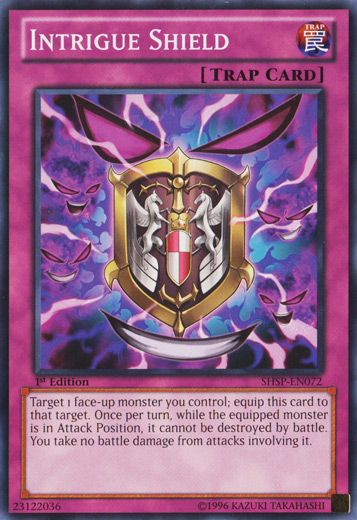 INTRIGUE SHIELD
TRAP
罠
[TRAP CARD]
1st Edition
SHSP-EN072
Target 1 face-up monster you control; equip this card to
that target. Once per turn, while the equipped monster
is in Attack Position, it cannot be destroyed by battle.
You take no battle damage from attacks involving it.
23122036
©1996 KAZUKI TAKAHASHI